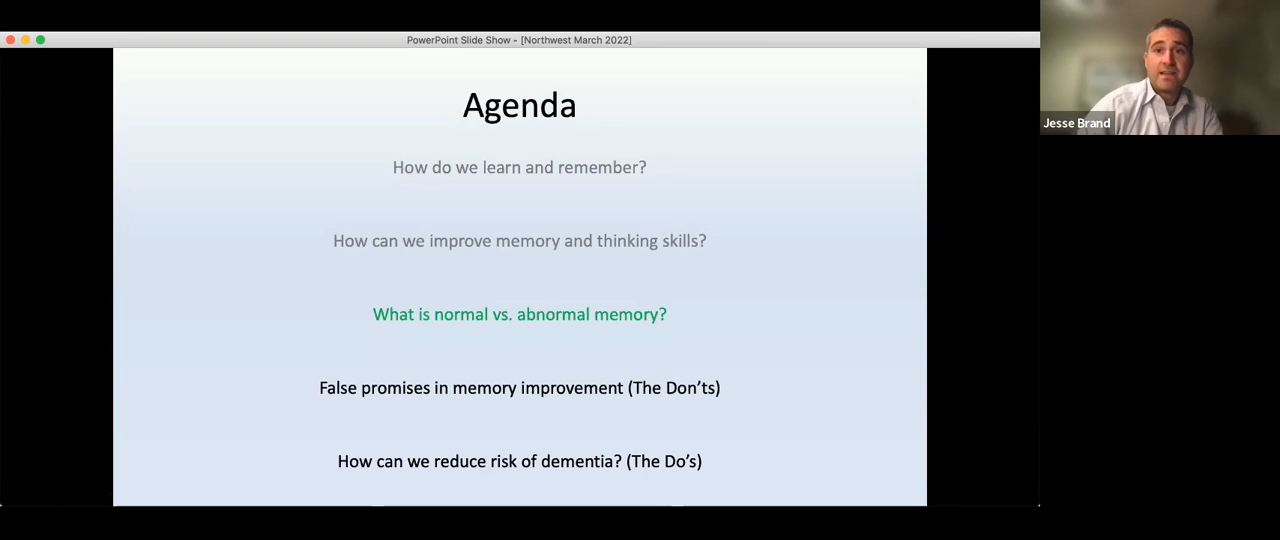 PowerPoint Slide Show - [Northwest March 2022]
Agenda
How do we learn and remember?
How can we improve memory and thinking skills?
What is normal vs. abnormal memory?
False promises in memory improvement (The Don’ts)
How can we reduce risk of dementia? (The Do’s)
Jesse Brand